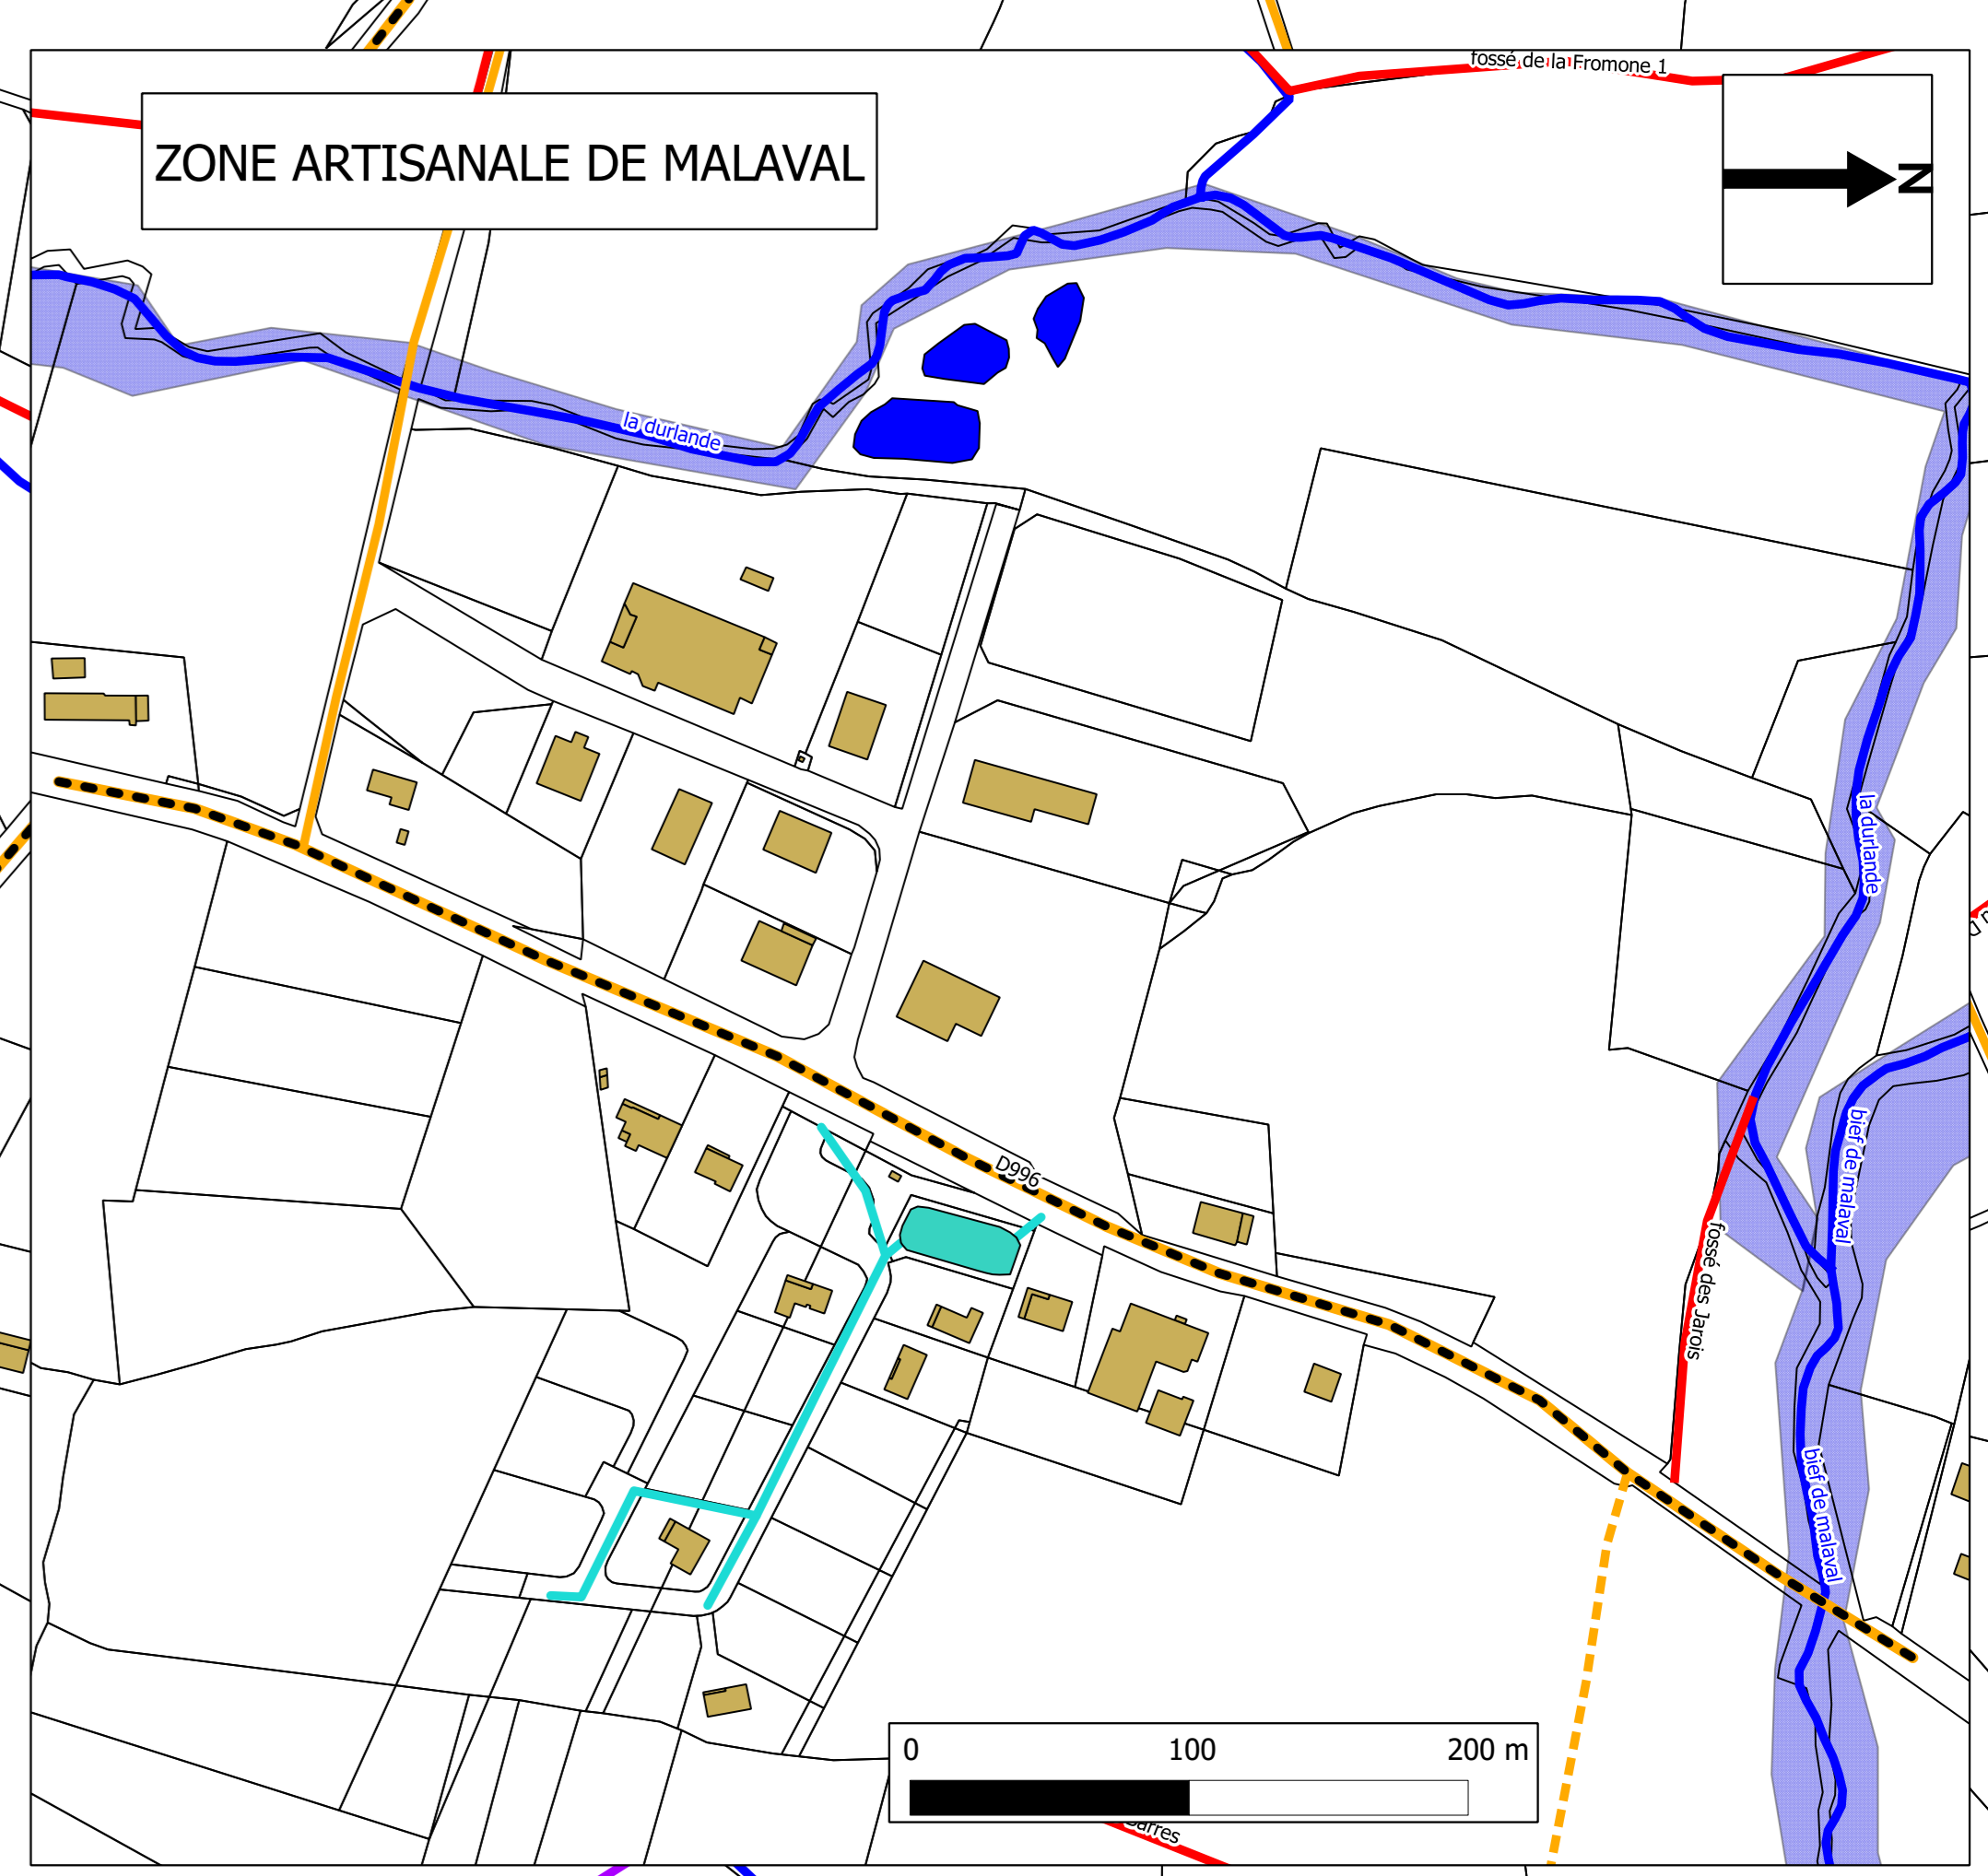 fossé de la Fromone 1
ZONE ARTISANALE DE MALAVAL
N
la durlande
la durlande
bief de malaval
D996
fossé des Jarois
bief de malaval
0 100 200 m